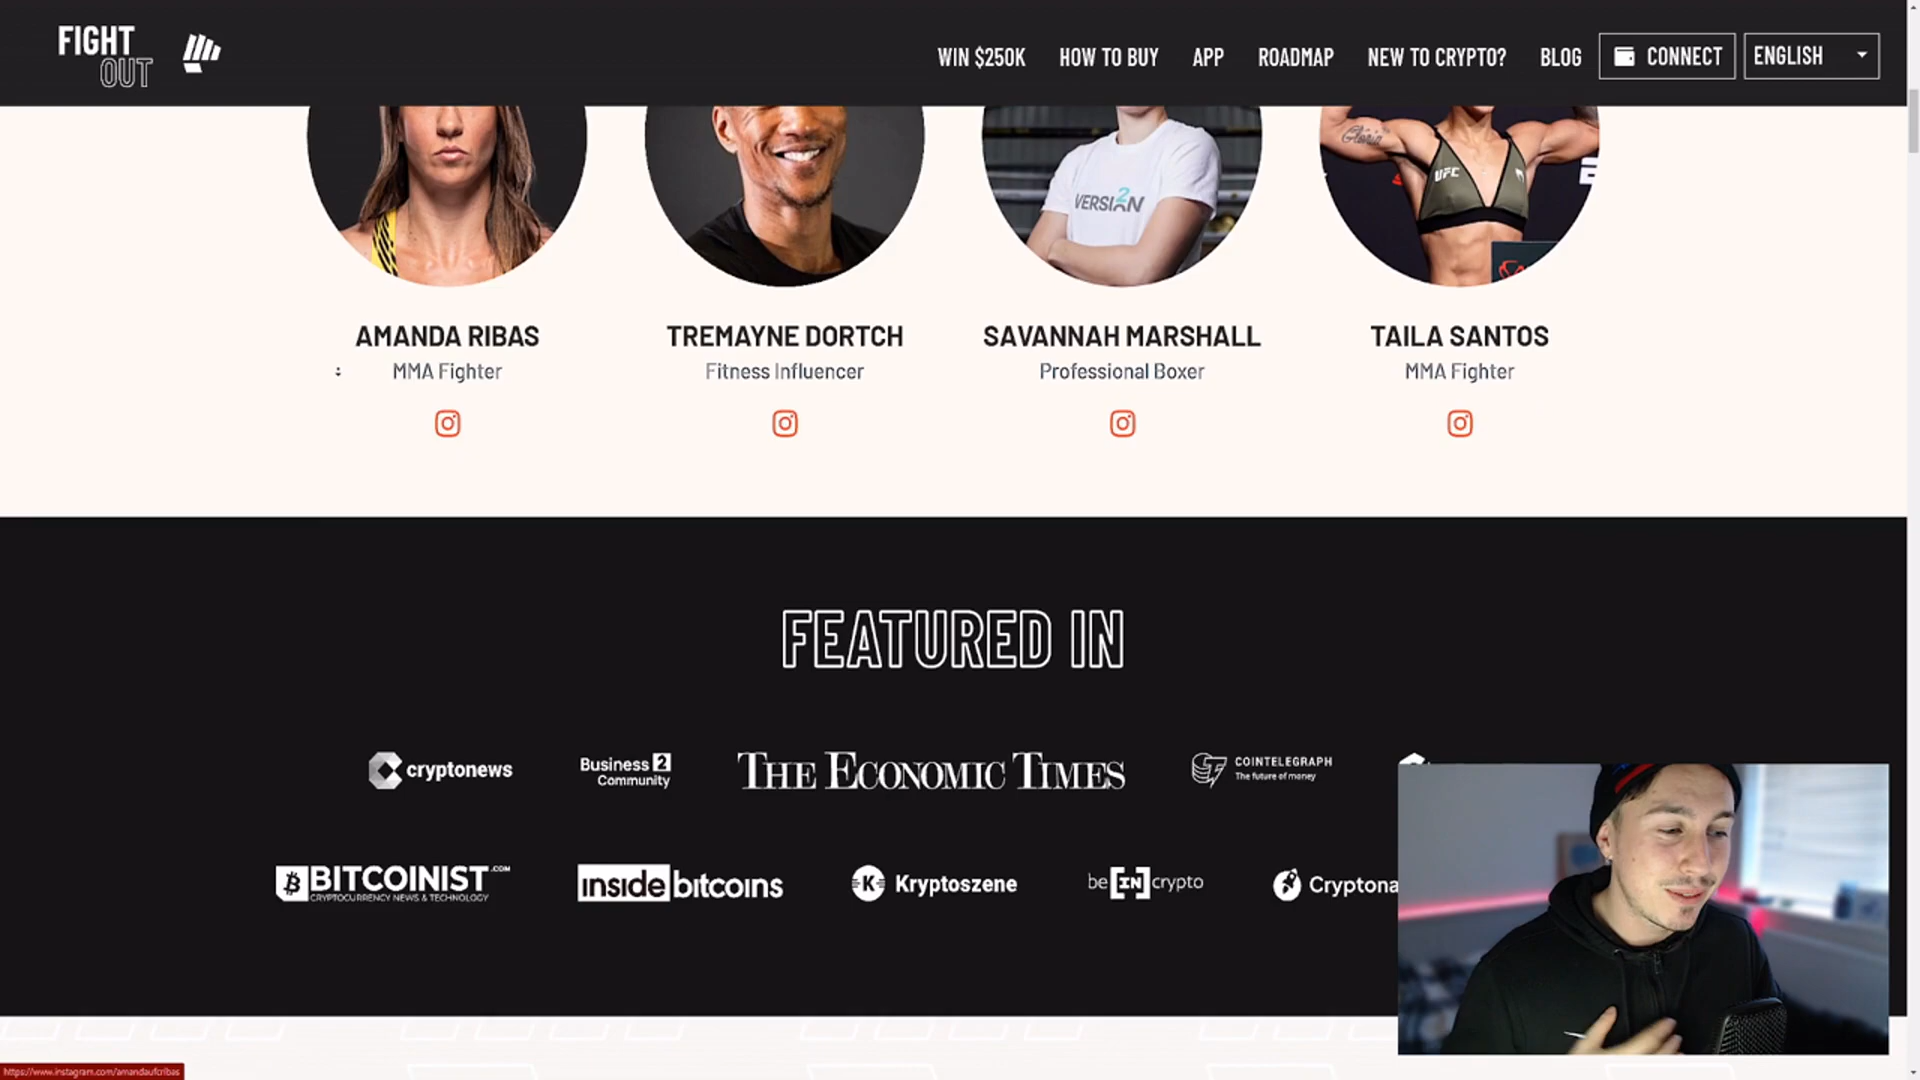 FIGHT
OUT
WIN $250K HOW TO BUY APP ROADMAP NEW TO CRYPTO? BLOG CONNECT ENGLISH
VERSI2N
UFC
AMANDA RIBAS TREMAYNE DORTCH SAVANNAH MARSHALL TAILA SANTOS
MMA Fighter Fitness Influencer Professional Boxer MMA Fighter
FEATURED IN
cryptonews Business 2 Community THE ECONOMIC TIMES COINTELEGRAPH The future of money
BITCOINIST.COM CRYPTOCURRENCY NEWS & TECHNOLOGY insidebitcoins Kryptoszene be[IN]crypto Cryptona
https://www.instagram.com/amandaufcribas